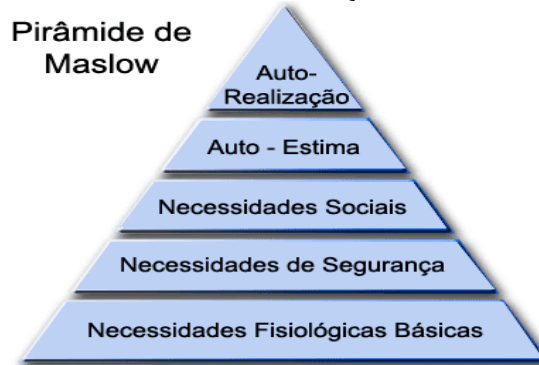 Pirâmide de
Maslow
Auto-
Realização
Auto - Estima
Necessidades Sociais
Necessidades de Segurança
Necessidades Fisiológicas Básicas